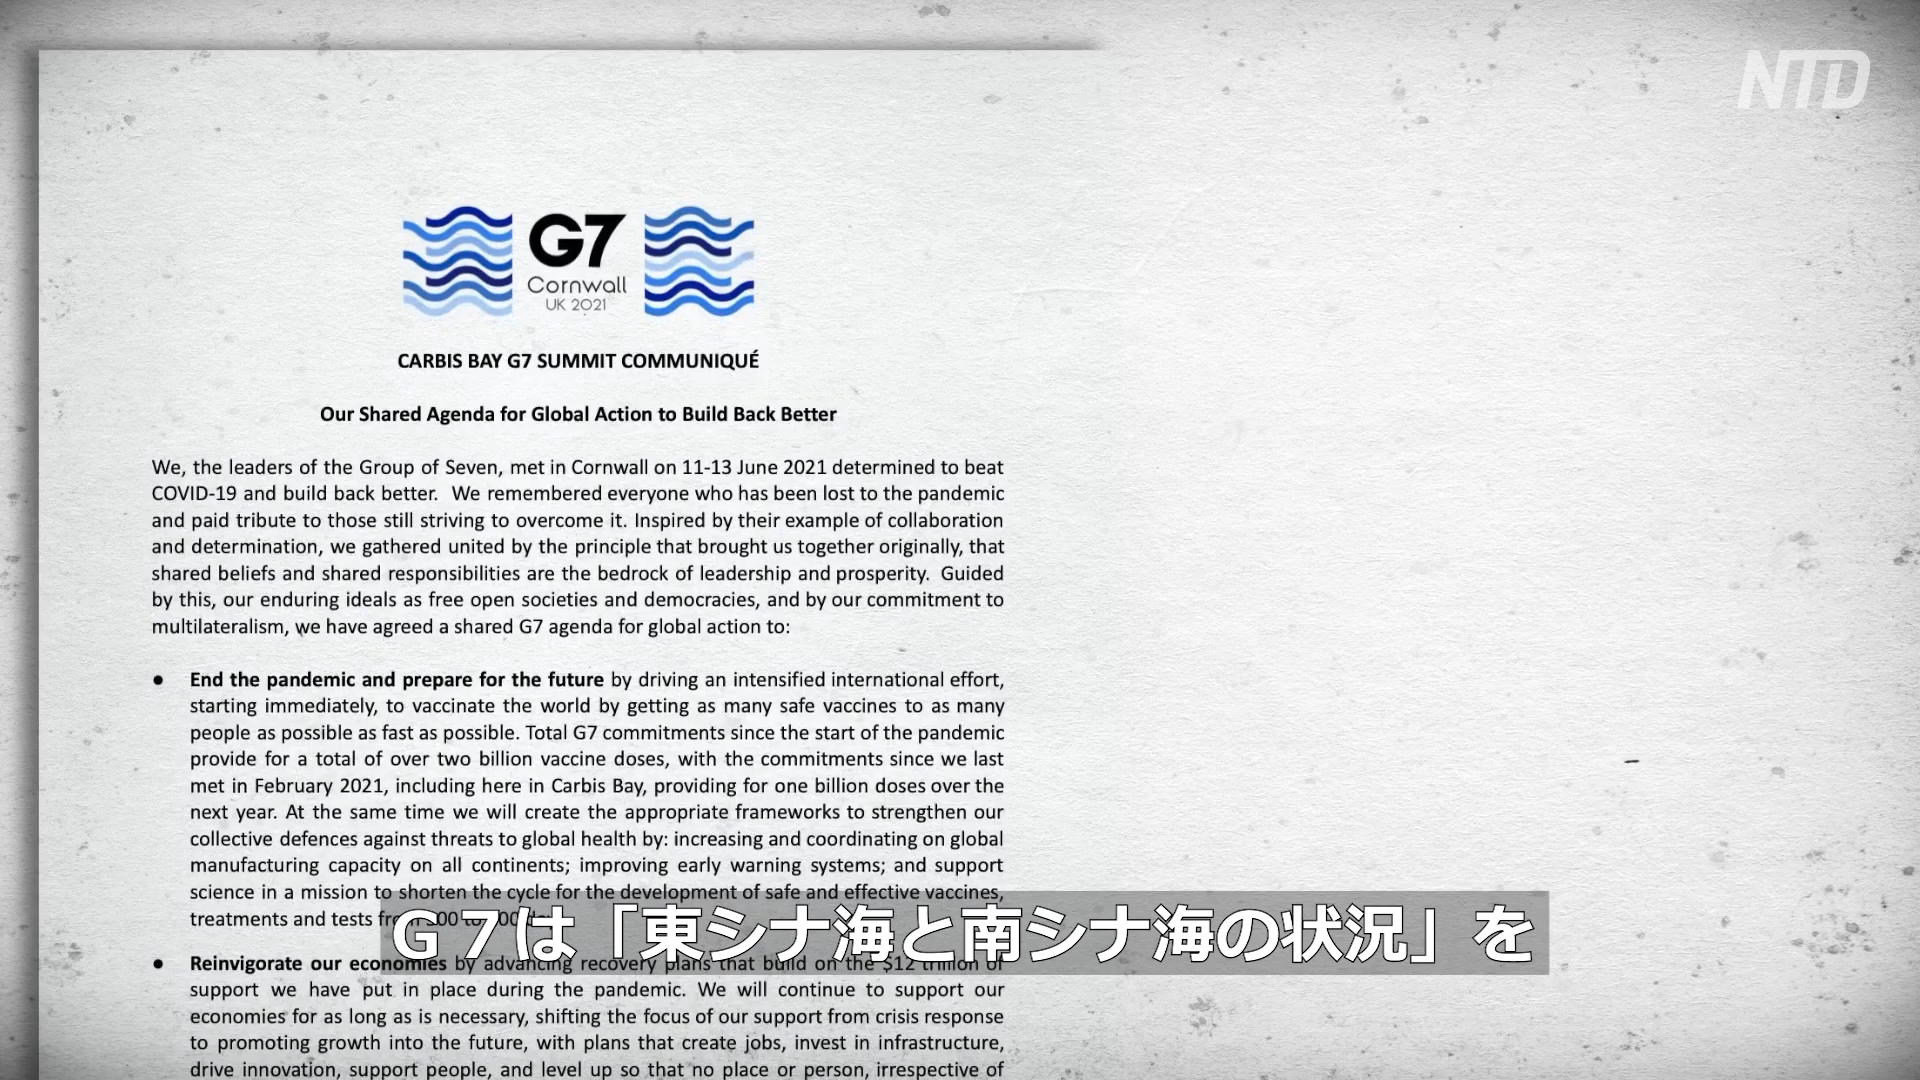 NTD
G7
Cornwall
UK 2021
CARBIS BAY G7 SUMMIT COMMUNIQUÉ
Our Shared Agenda for Global Action to Build Back Better
We, the leaders of the Group of Seven, met in Cornwall on 11-13 June 2021 determined to beat
COVID-19 and build back better.  We remembered everyone who has been lost to the pandemic
and paid tribute to those still striving to overcome it. Inspired by their example of collaboration
and determination, we gathered united by the principle that brought us together originally, that
shared beliefs and shared responsibilities are the bedrock of leadership and prosperity.  Guided
by this, our enduring ideals as free open societies and democracies, and by our commitment to
multilateralism, we have agreed a shared G7 agenda for global action to:
● End the pandemic and prepare for the future by driving an intensified international effort,
starting immediately, to vaccinate the world by getting as many safe vaccines to as many
people as possible as fast as possible. Total G7 commitments since the start of the pandemic
provide for a total of over two billion vaccine doses, with the commitments since we last
met in February 2021, including here in Carbis Bay, providing for one billion doses over the
next year. At the same time we will create the appropriate frameworks to strengthen our
collective defences against threats to global health by: increasing and coordinating on global
manufacturing capacity on all continents; improving early warning systems; and support
science in a mission to shorten the cycle for the development of safe and effective vaccines,
treatments and tests
G7は「東シナ海と南シナ海の状況」を
● Reinvigorate our economies by advancing recovery plans that build on the $12 trillion of
support we have put in place during the pandemic. We will continue to support our
economies for as long as is necessary, shifting the focus of our support from crisis response
to promoting growth into the future, with plans that create jobs, invest in infrastructure,
drive innovation, support people, and level up so that no place or person, irrespective of